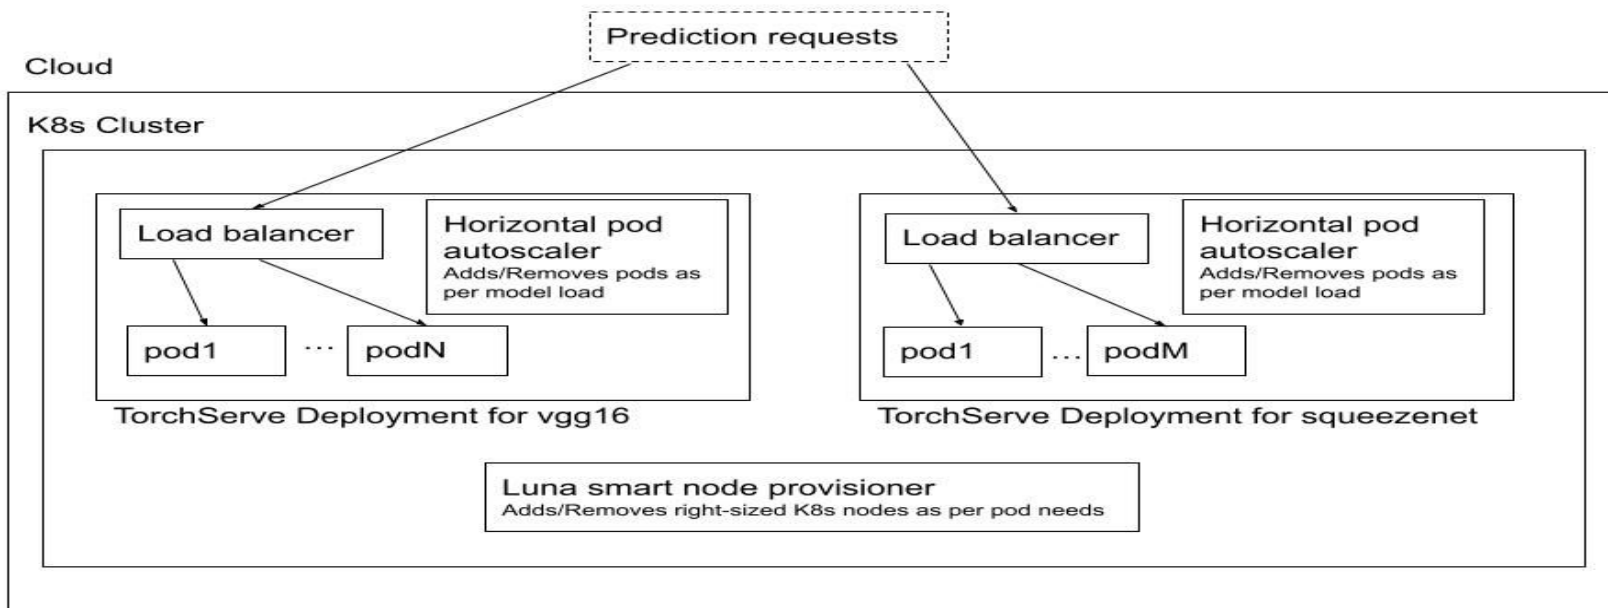 Prediction requests
Cloud
K8s Cluster
Load balancer
Horizontal pod
autoscaler
Adds/Removes pods as
per model load
pod1
...
podN
TorchServe Deployment for vgg16
Load balancer
Horizontal pod
autoscaler
Adds/Removes pods as
per model load
pod1
...
podM
TorchServe Deployment for squeezenet
Luna smart node provisioner
Adds/Removes right-sized K8s nodes as per pod needs